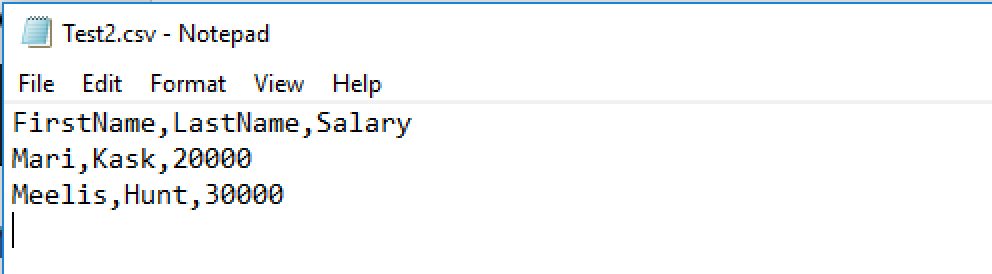 Test2.csv - Notepad
File Edit Format View Help
FirstName,LastName,Salary
Mari,Kask,20000
Meelis,Hunt,30000